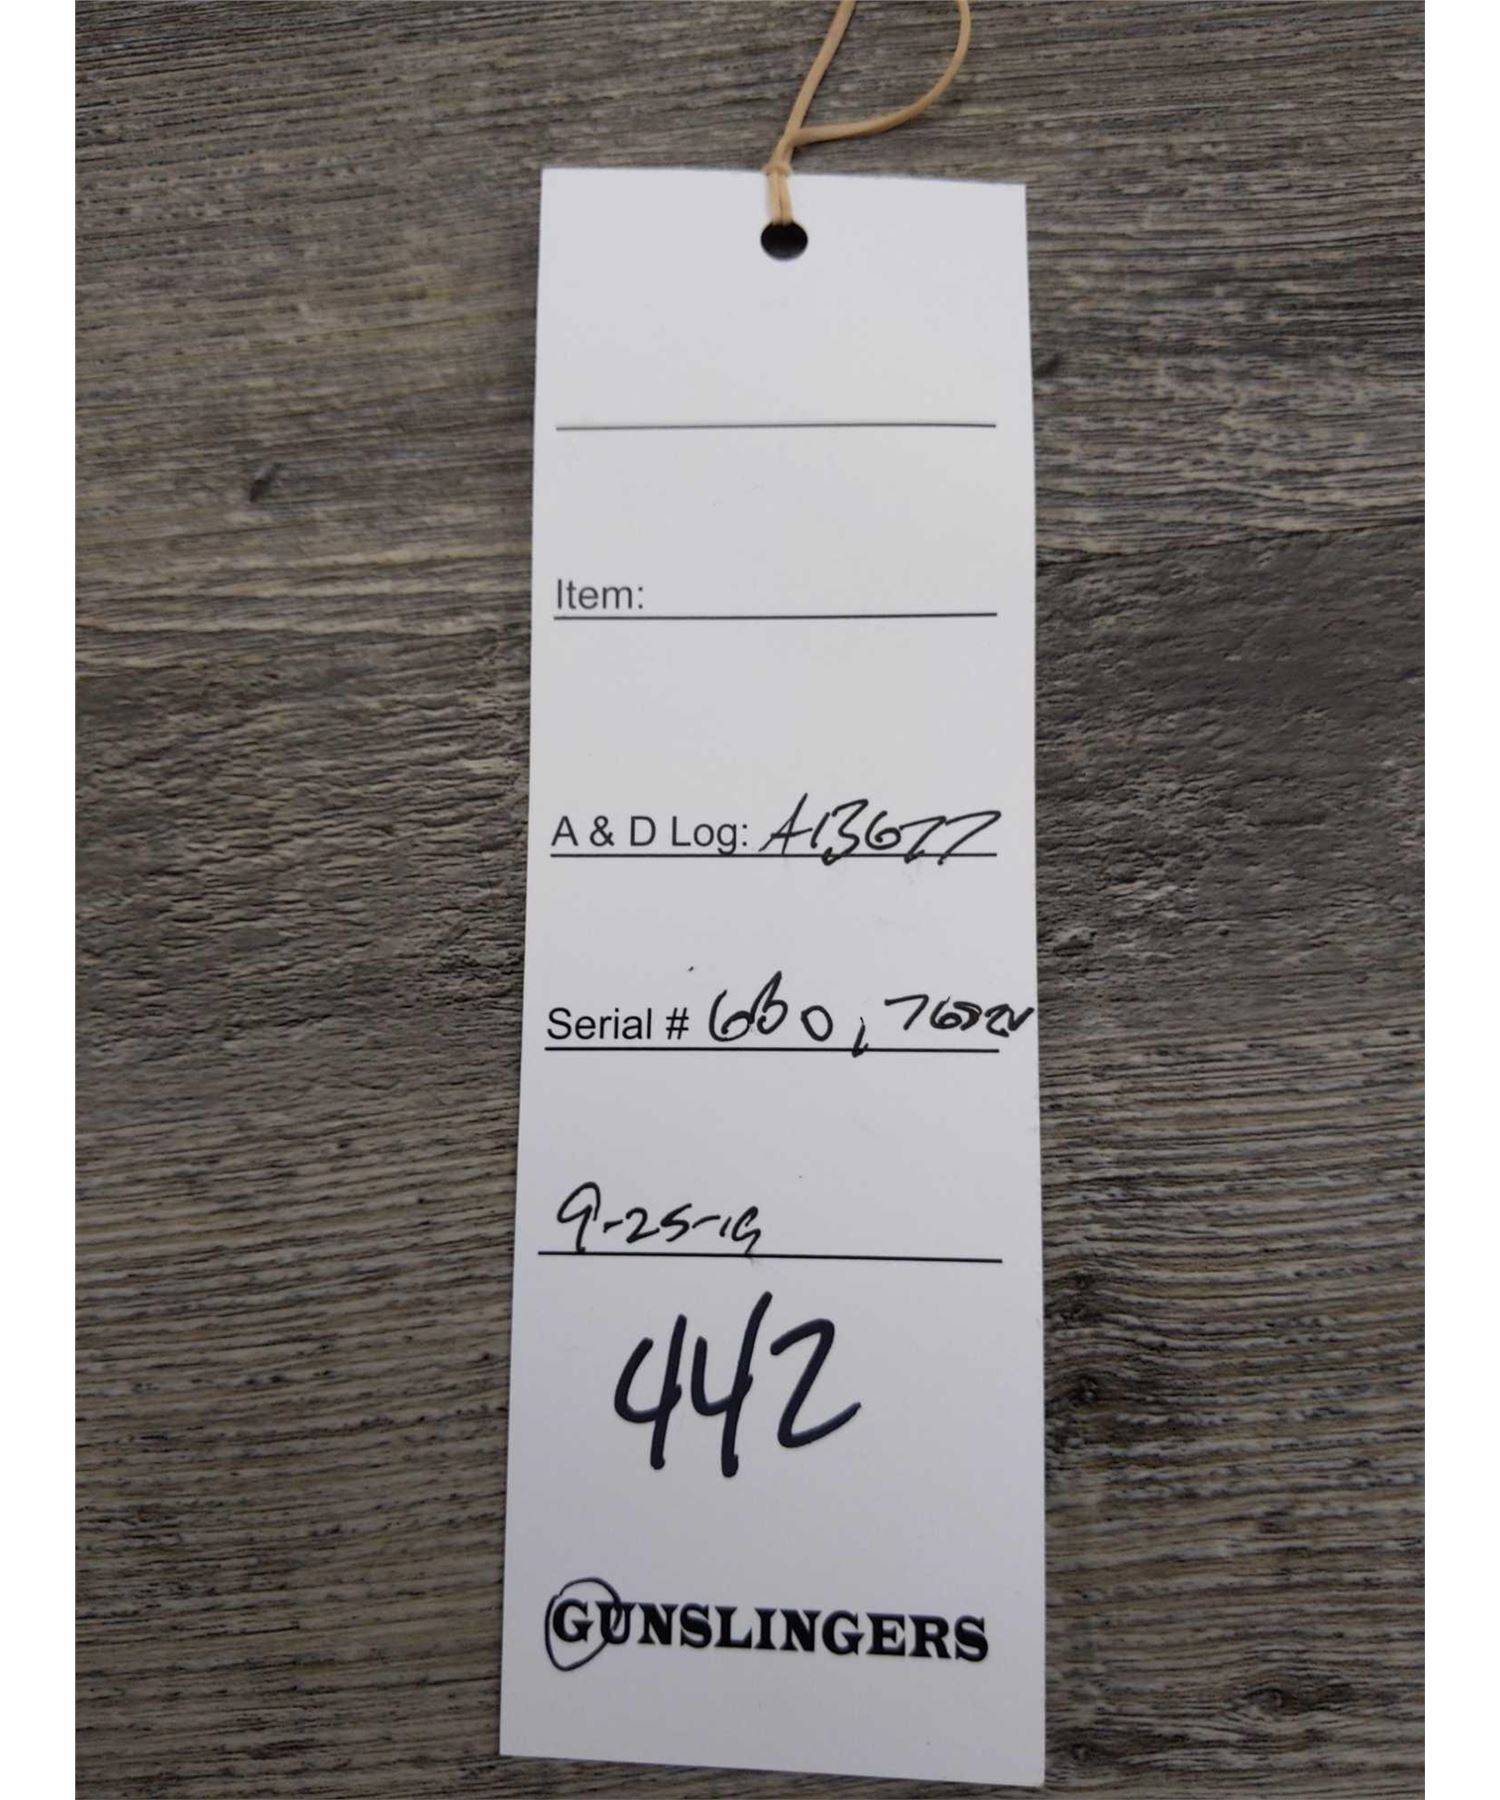 Item:
A & D Log: A13677
Serial #
9-25-19
442
GUNSLINGERS